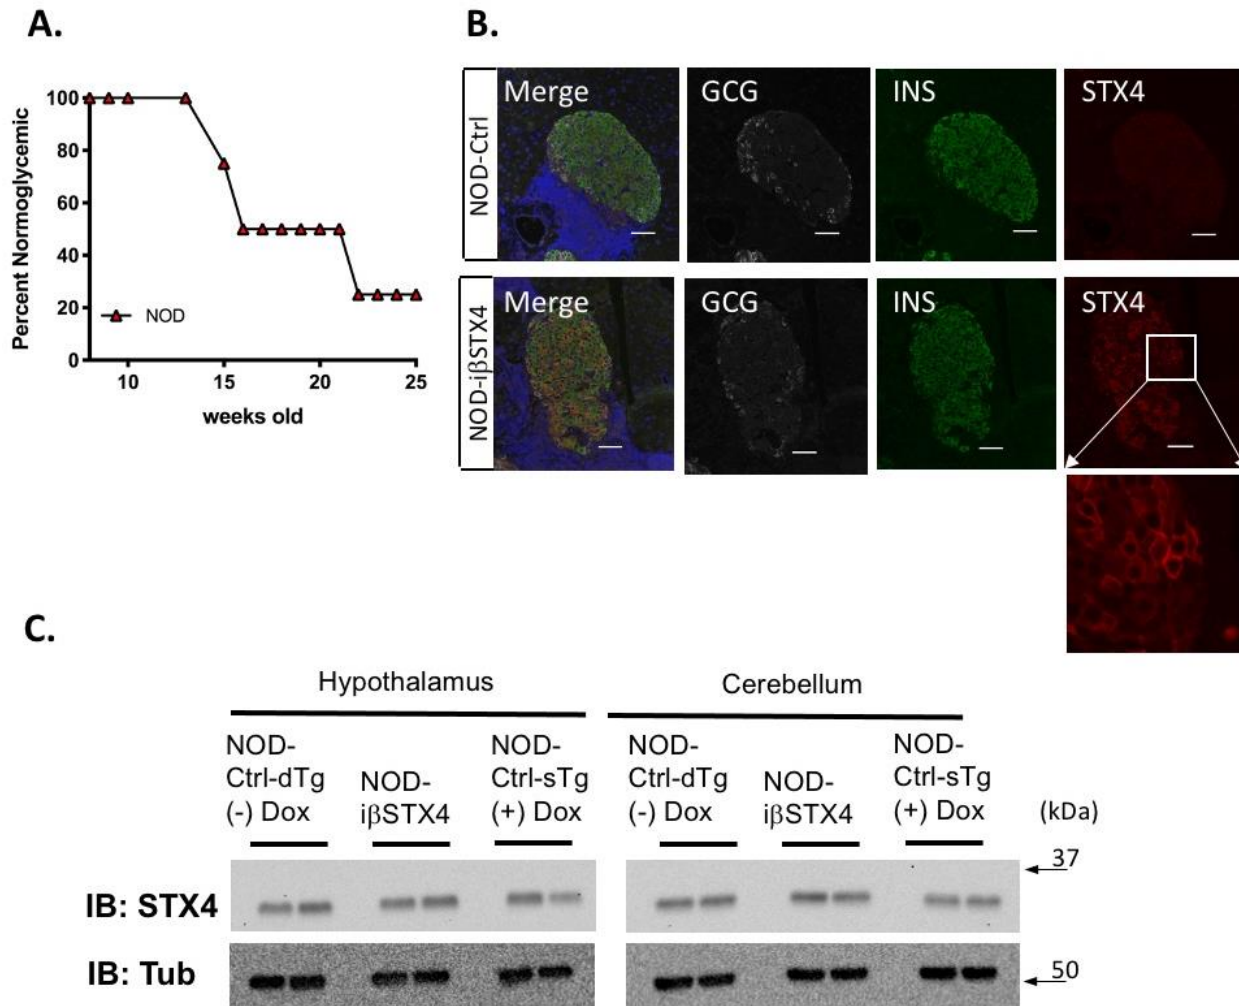 A.
100
80
60
40
20
0
Percent Normoglycemic
NOD
10
15
20
25
weeks old
B.
NOD-Ctrl
Merge
GCG
INS
STX4
NOD-iβSTX4
Merge
GCG
INS
STX4
C.
Hypothalamus
Cerebellum
NOD-
Ctrl-dTg
(-) Dox
NOD-
iβSTX4
NOD-
Ctrl-sTg
(+) Dox
NOD-
Ctrl-dTg
(-) Dox
NOD-
iβSTX4
NOD-
Ctrl-sTg
(+) Dox
(kDa)
37
IB: STX4
IB: Tub
50